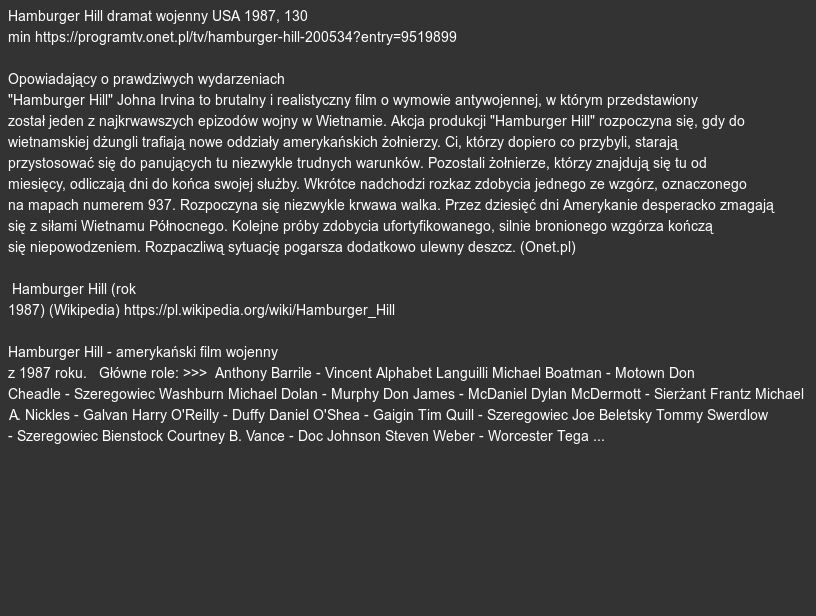 Hamburger Hill dramat wojenny USA 1987, 130
min https://programtv.onet.pl/tv/hamburger-hill-200534?entry=9519899
Opowiadający o prawdziwych wydarzeniach
"Hamburger Hill" Johna Irvina to brutalny i realistyczny film o wymowie antywojennej, w którym przedstawiony
został jeden z najkrwawszych epizodów wojny w Wietnamie. Akcja produkcji "Hamburger Hill" rozpoczyna się, gdy do
wietnamskiej dżungli trafiają nowe oddziały amerykańskich żołnierzy. Ci, którzy dopiero co przybyli, starają
przystosować się do panujących tu niezwykle trudnych warunków. Pozostali żołnierze, którzy znajdują się tu od
miesięcy, odliczają dni do końca swojej służby. Wkrótce nadchodzi rozkaz zdobycia jednego ze wzgórz, oznaczonego
na mapach numerem 937. Rozpoczyna się niezwykle krwawa walka. Przez dziesięć dni Amerykanie desperacko zmagają
się z siłami Wietnamu Północnego. Kolejne próby zdobycia ufortyfikowanego, silnie bronionego wzgórza kończą
się niepowodzeniem. Rozpaczliwą sytuację pogarsza dodatkowo ulewny deszcz. (Onet.pl)
Hamburger Hill (rok
1987) (Wikipedia) https://pl.wikipedia.org/wiki/Hamburger_Hill
Hamburger Hill - amerykański film wojenny
z 1987 roku.   Główne role: >>>  Anthony Barrile - Vincent Alphabet Languilli Michael Boatman - Motown Don
Cheadle - Szeregowiec Washburn Michael Dolan - Murphy Don James - McDaniel Dylan McDermott - Sierżant Frantz Michael
A. Nickles - Galvan Harry O'Reilly - Duffy Daniel O'Shea - Gaigin Tim Quill - Szeregowiec Joe Beletsky Tommy Swerdlow
- Szeregowiec Bienstock Courtney B. Vance - Doc Johnson Steven Weber - Worcester Tega ...